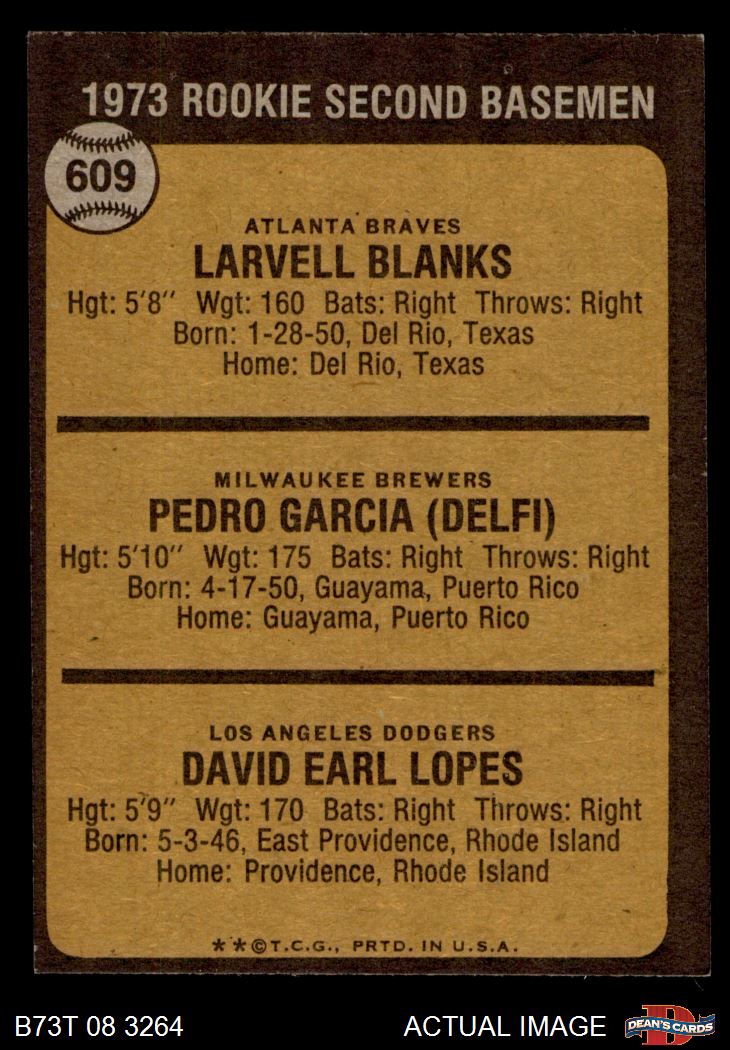 1973 ROOKIE SECOND BASEMEN
609
ATLANTA BRAVES
LARVELL BLANKS
Hgt: 5'8" Wgt: 160 Bats: Right Throws: Right
Born: 1-28-50, Del Rio, Texas
Home: Del Rio, Texas
MILWAUKEE BREWERS
PEDRO GARCIA (DELFI)
Hgt: 5'10" Wgt: 175 Bats: Right Throws: Right
Born: 4-17-50, Guayama, Puerto Rico
Home: Guayama, Puerto Rico
LOS ANGELES DODGERS
DAVID EARL LOPES
Hgt: 5'9" Wgt: 170 Bats: Right Throws: Right
Born: 5-3-46, East Providence, Rhode Island
Home: Providence, Rhode Island
**©T.C.G., PRTD. IN U.S.A.
B73T 08 3264 ACTUAL IMAGE
D DEAN'S CARDS